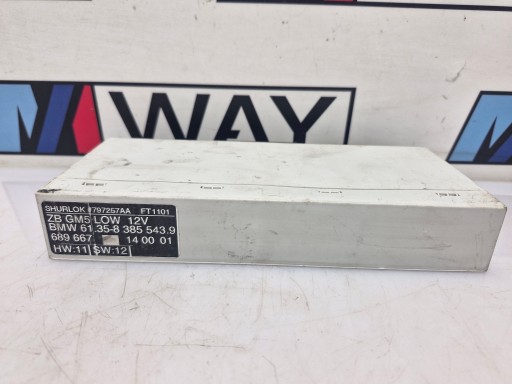 WAY
SHURLOK #797257AA FT1101
ZB GM5 LOW 12V
BMW 61.35-8 385 543.9
689 667 14 00 01
HW:11 SW:12